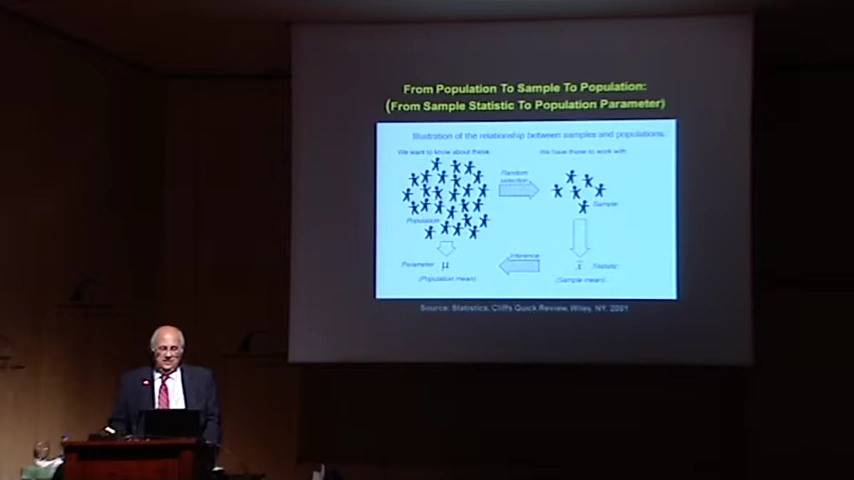 From Population To Sample To Population:
(From Sample Statistic To Population Parameter)
Illustration of the relationship between samples and populations.
We want to know about these
We have these to work with
Random
selection
Population
Sample
Inference
Parameter μ
x̄ Statistic
(Population mean)
(Sample mean)
Source: Statistics, Cliffs Quick Review, Wiley, NY, 2001